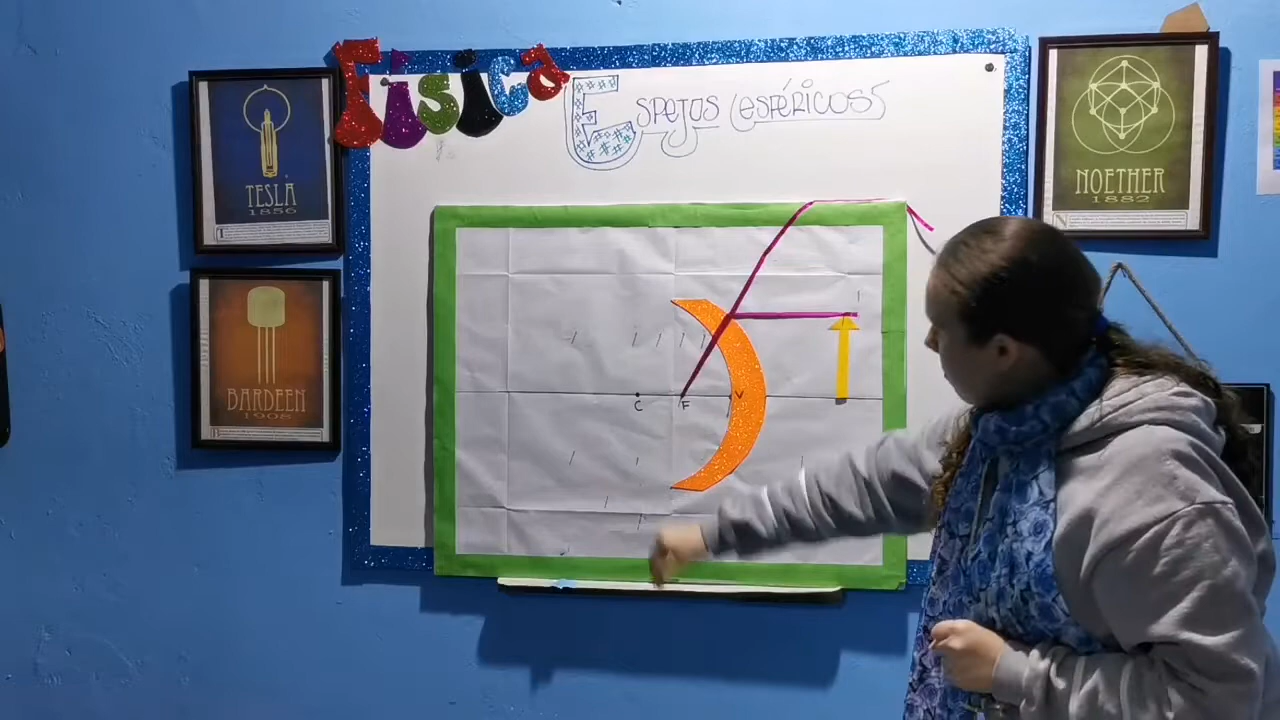 Física
Espejos esféricos
TESLA
1856
BARDEEN
1908
NOETHER
1882
C
F
V